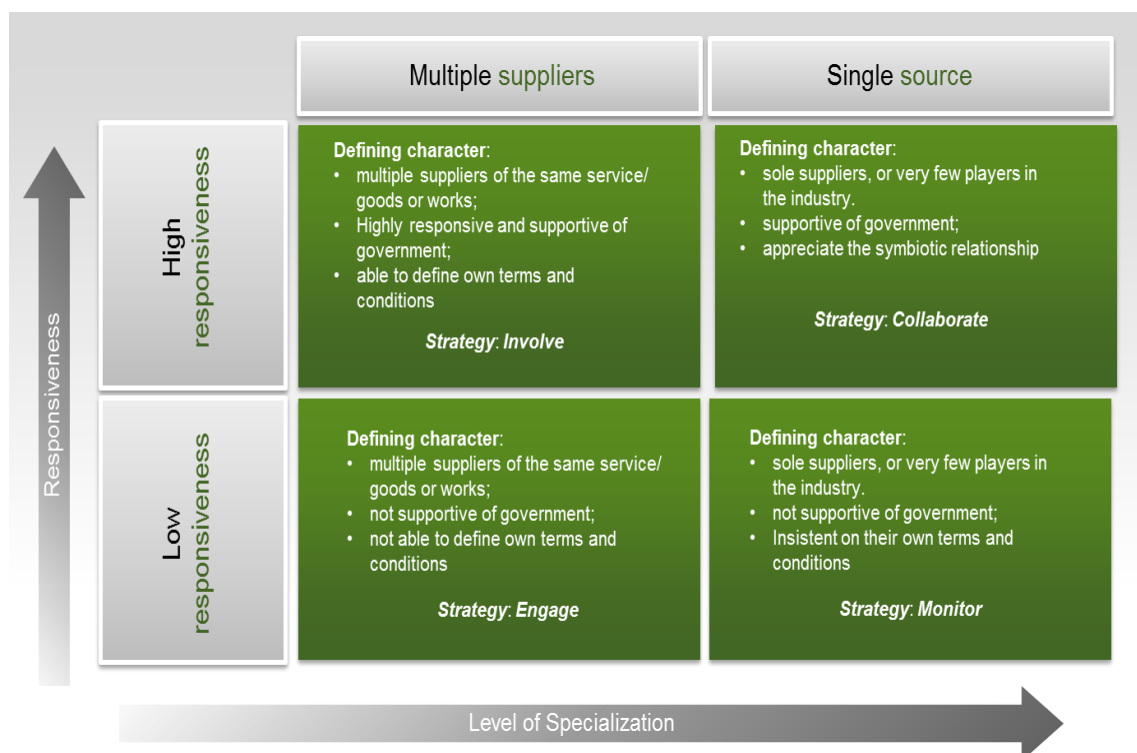 Multiple suppliers
Single source
Responsiveness
High
responsiveness
Defining character:
• multiple suppliers of the same service/
goods or works;
• Highly responsive and supportive of
government;
• able to define own terms and
conditions
Strategy: Involve
Defining character:
• sole suppliers, or very few players in
the industry.
• supportive of government;
• appreciate the symbiotic relationship
Strategy: Collaborate
Low
responsiveness
Defining character:
• multiple suppliers of the same service/
goods or works;
• not supportive of government;
• not able to define own terms and
conditions
Strategy: Engage
Defining character:
• sole suppliers, or very few players in
the industry.
• not supportive of government;
• Insistent on their own terms and
conditions
Strategy: Monitor
Level of Specialization